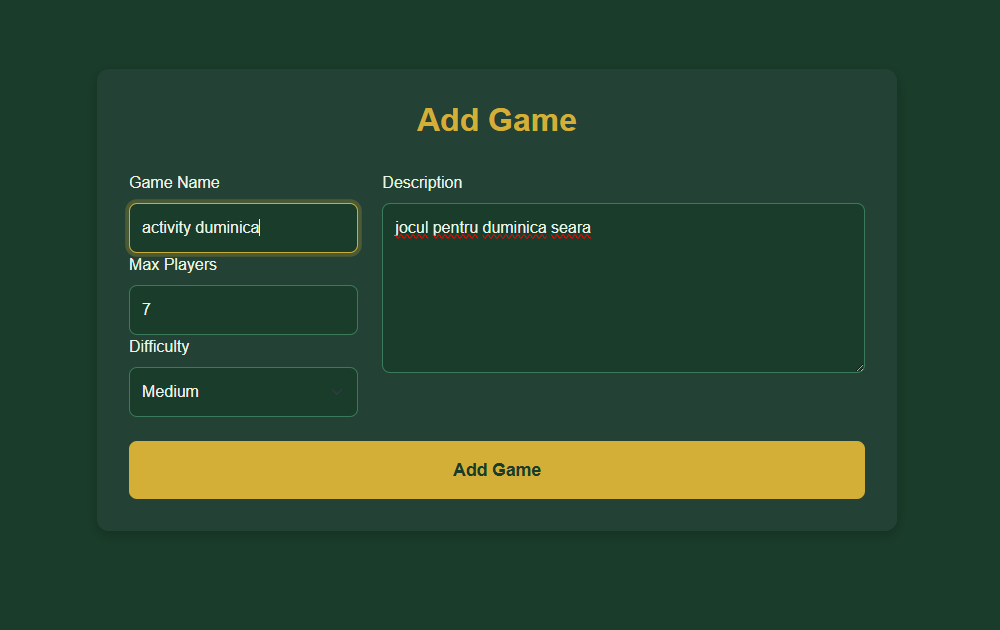 Add Game
Game Name
activity duminica
Max Players
7
Difficulty
Medium
Description
jocul pentru duminica seara
Add Game